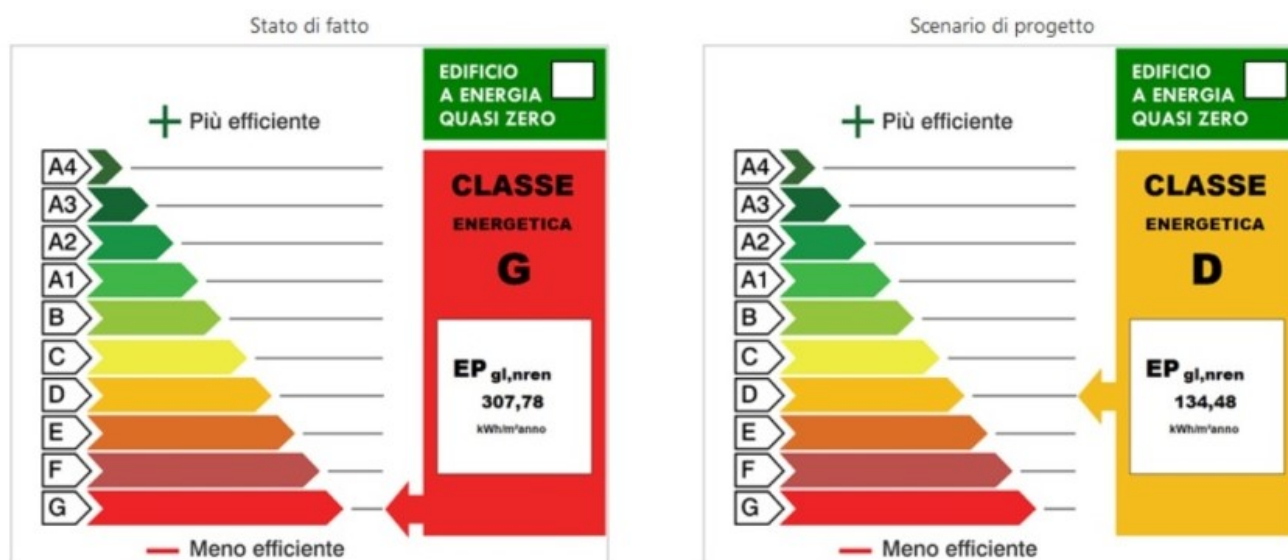 Stato di fatto
EDIFICIO
A ENERGIA
QUASI ZERO
Più efficiente
A4
A3
A2
A1
B
C
D
E
F
G
CLASSE
ENERGETICA
G
EP gl,nren
307,78
kWh/m²anno
Meno efficiente
Scenario di progetto
EDIFICIO
A ENERGIA
QUASI ZERO
Più efficiente
A4
A3
A2
A1
B
C
D
E
F
G
CLASSE
ENERGETICA
D
EP gl,nren
134,48
kWh/m²anno
Meno efficiente